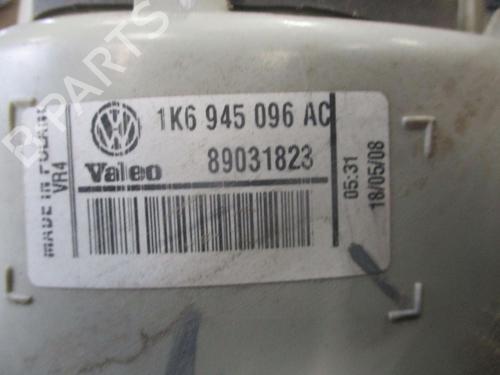 1K6 945 096 AC
Valeo 89031823
MADE IN POLAND
VR4
05:31
18/05/08
B-PARTS